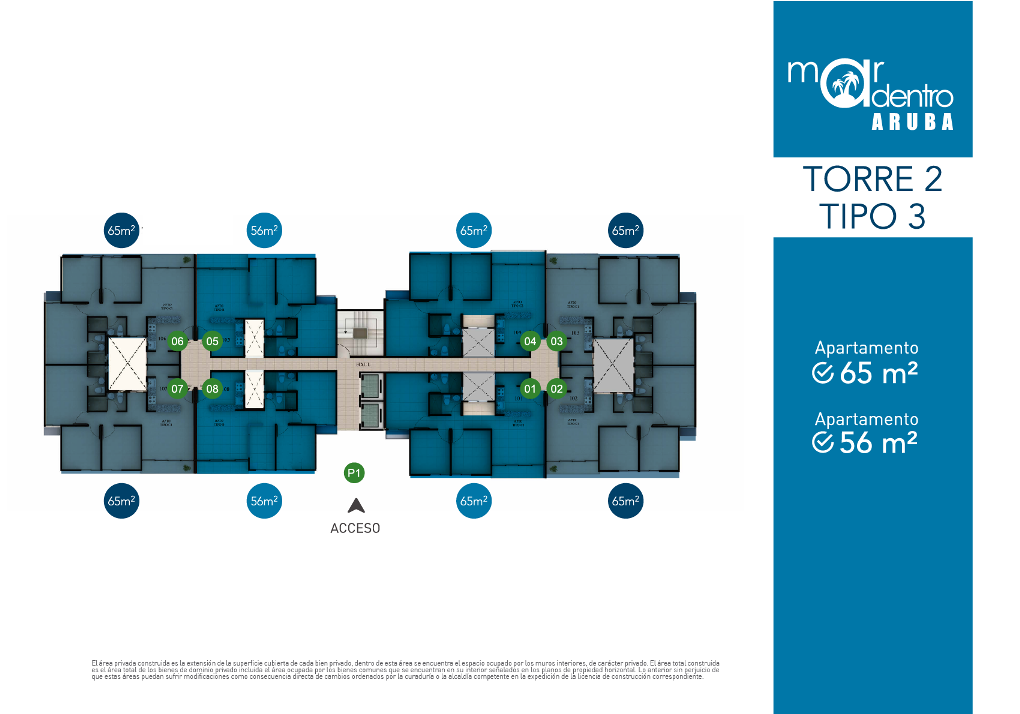 mar
adentro
ARUBA
TORRE 2
TIPO 3
65m²
56m²
65m²
65m²
06
05
04
03
HALL
07
08
01
02
P1
65m²
56m²
65m²
65m²
ACCESO
Apartamento
65 m²
Apartamento
56 m²
El área privada construida es la extensión de la superficie cubierta de cada bien privado, dentro de esta área se encuentra el espacio ocupado por los muros interiores, de carácter privado. El área total construida
es el área total de los bienes de dominio privado incluida el área ocupada por los bienes comunes que se encuentran en su interior señalados en los planos de propiedad horizontal. Lo anterior sin perjuicio de
que estas áreas puedan sufrir modificaciones como consecuencia directa de cambios ordenados por la curaduría o la alcaldía competente en la expedición de la licencia de construcción correspondiente.